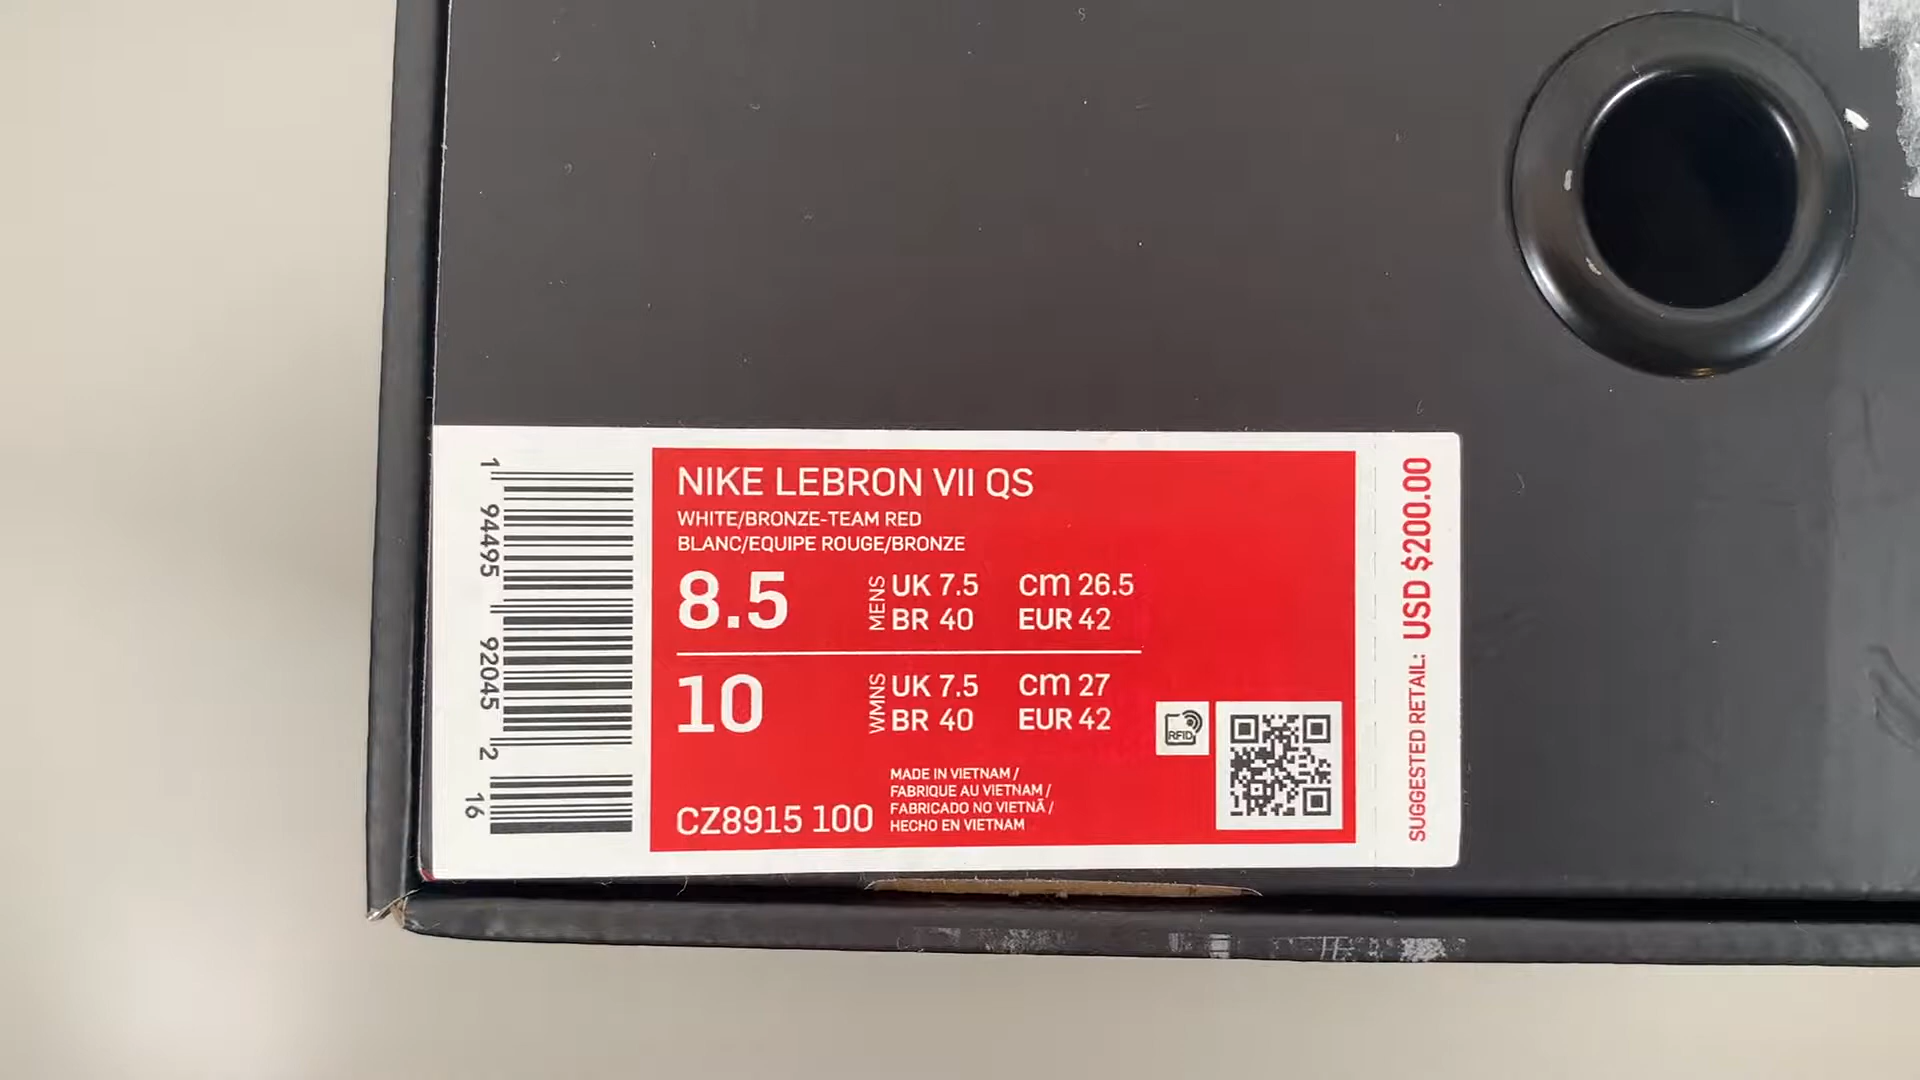 1
94495
92045
2
16
NIKE LEBRON VII QS
WHITE/BRONZE-TEAM RED
BLANC/EQUIPE ROUGE/BRONZE
8.5
MENS
UK 7.5
CM 26.5
BR 40
EUR 42
10
WMNS
UK 7.5
CM 27
BR 40
EUR 42
RFID
MADE IN VIETNAM /
FABRIQUE AU VIETNAM /
FABRICADO NO VIETNÃ /
HECHO EN VIETNAM
CZ8915 100
SUGGESTED RETAIL: USD $200.00